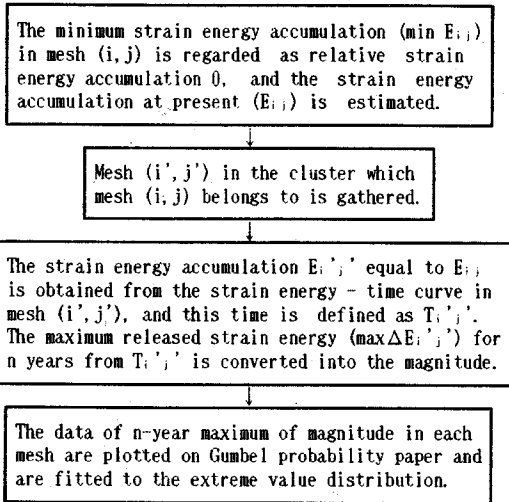 The minimum strain energy accumulation (min Eᵢⱼ)
in mesh (i,j) is regarded as relative strain
energy accumulation 0, and the strain energy
accumulation at present (Eᵢⱼ) is estimated.
Mesh (i',j') in the cluster which
mesh (i,j) belongs to is gathered.
The strain energy accumulation Eᵢ'ⱼ' equal to Eᵢⱼ
is obtained from the strain energy - time curve in
mesh (i',j'), and this time is defined as Tᵢ'ⱼ'.
The maximum released strain energy (maxΔEᵢ'ⱼ') for
n years from Tᵢ'ⱼ' is converted into the magnitude.
The data of n-year maximum of magnitude in each
mesh are plotted on Gumbel probability paper and
are fitted to the extreme value distribution.